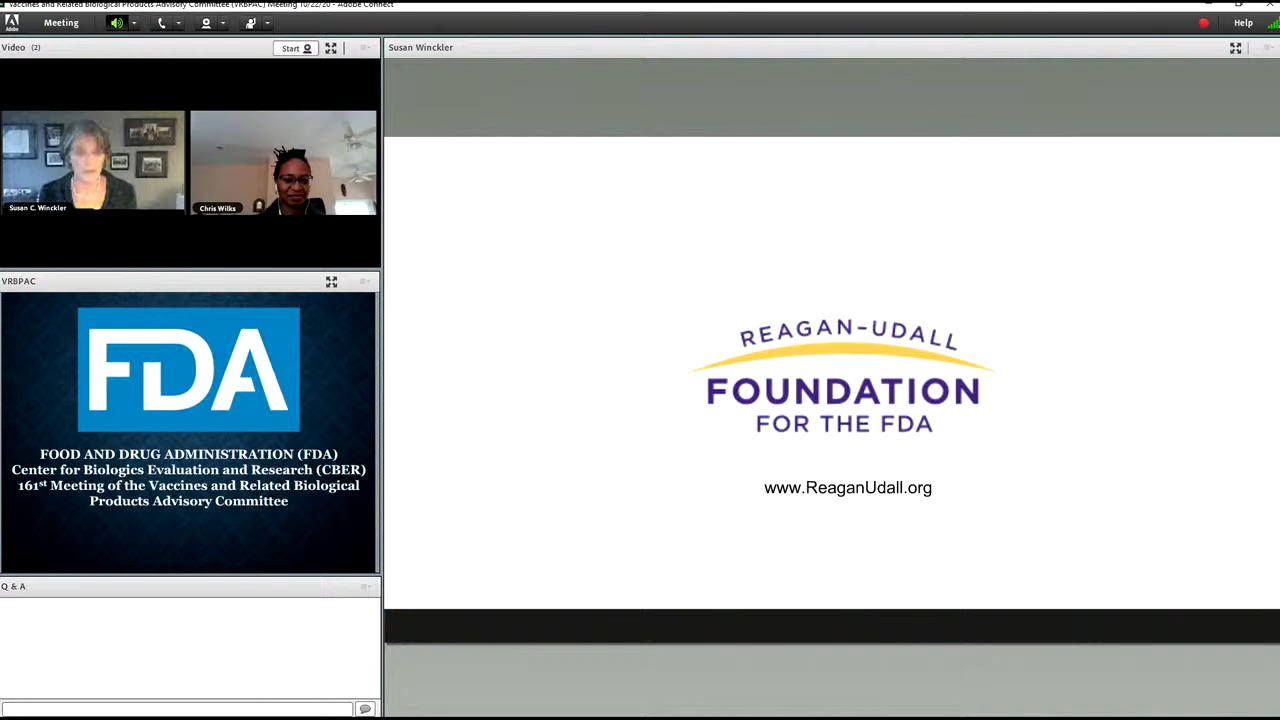 Vaccines and Related Biological Products Advisory Committee (VRBPAC) Meeting 10/22/20 - Adobe Connect
Adobe
Meeting
Help
Video (2)
Start
Susan C. Winckler
Chris Wilks
VRBPAC
FDA
FOOD AND DRUG ADMINISTRATION (FDA)
Center for Biologics Evaluation and Research (CBER)
161st Meeting of the Vaccines and Related Biological
Products Advisory Committee
Q & A
Susan Winckler
REAGAN-UDALL
FOUNDATION
FOR THE FDA
www.ReaganUdall.org